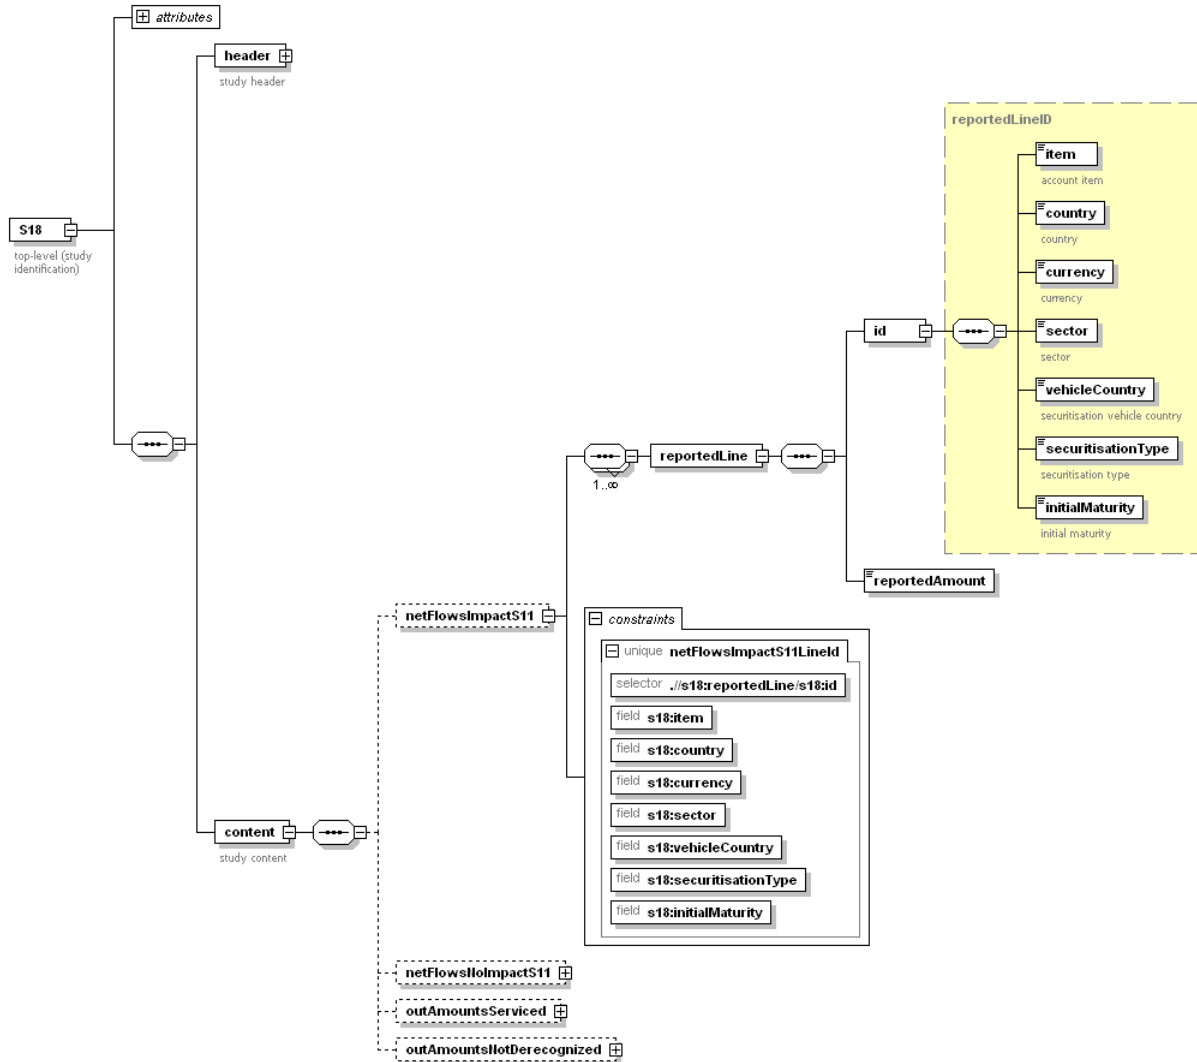 attributes
header
study header
reportedLineID
item
account item
country
country
S18
top-level (study
identification)
currency
currency
id
sector
sector
vehicleCountry
securitisation vehicle country
reportedLine
1..∞
securitisationType
securitisation type
initialMaturity
initial maturity
reportedAmount
netFlowsImpactS11
constraints
unique netFlowsImpactS11LineId
selector .//s18:reportedLine/s18:id
field s18:item
field s18:country
field s18:currency
field s18:sector
content
study content
field s18:vehicleCountry
field s18:securitisationType
field s18:initialMaturity
netFlowsNoImpactS11
outAmountsServiced
outAmountsNotDerecognized